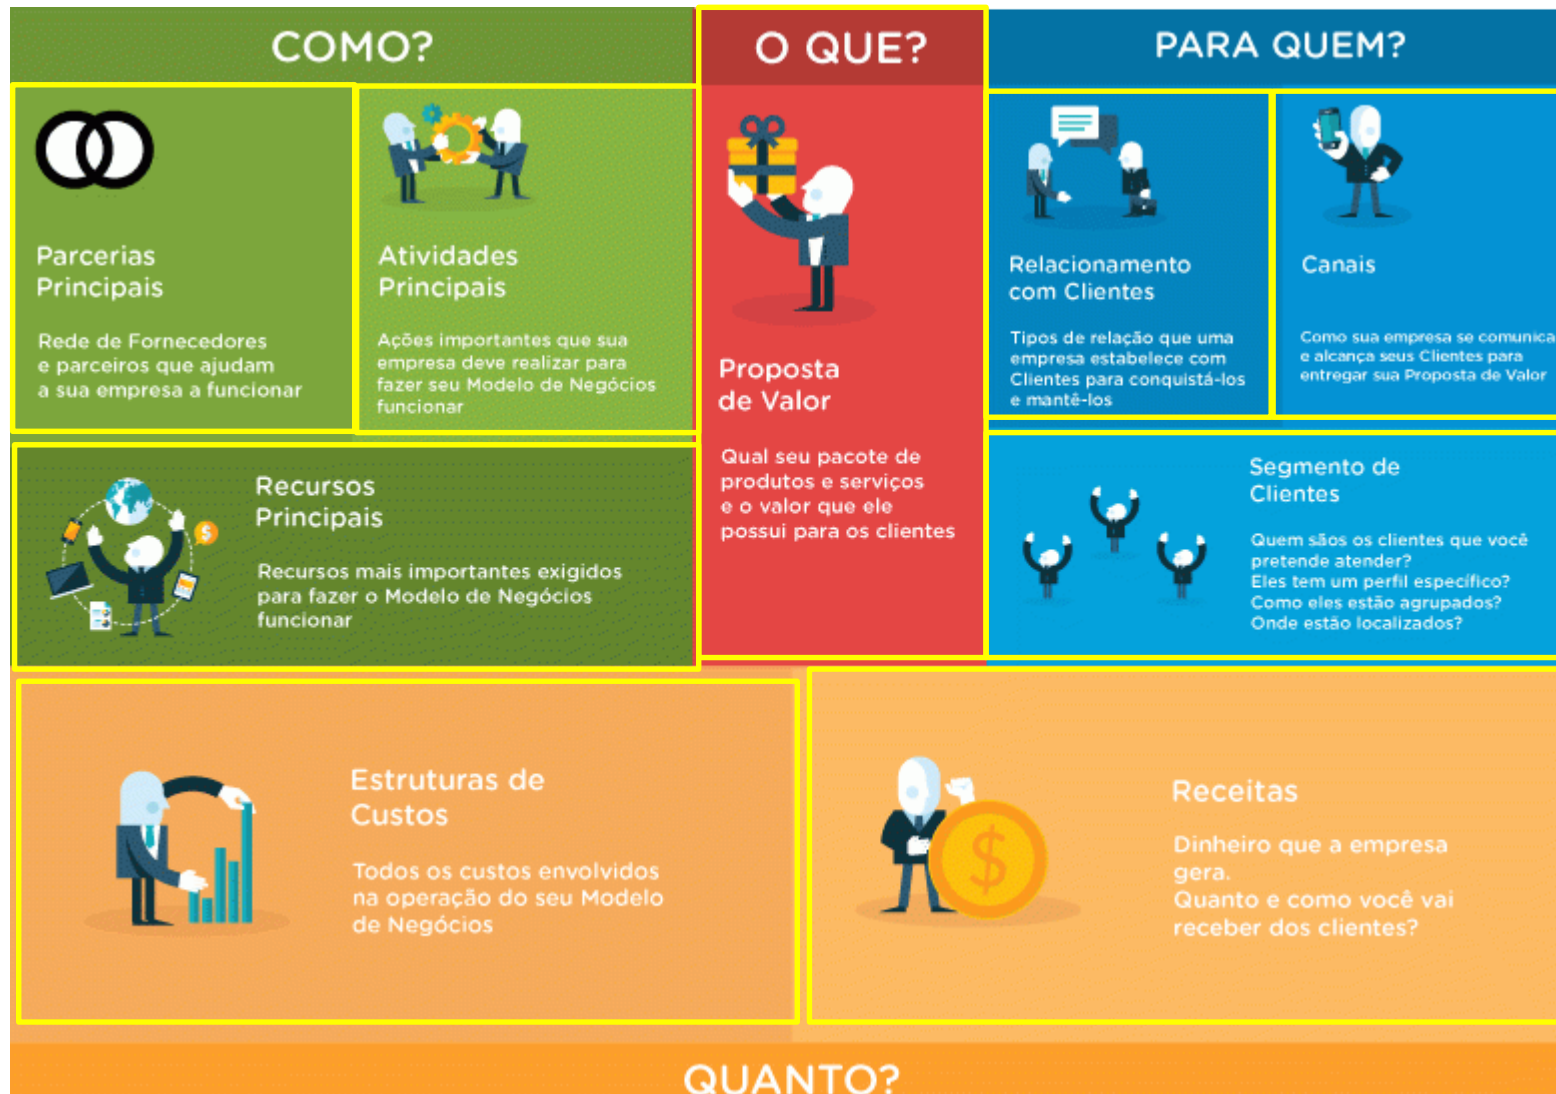 COMO?
O QUE?
PARA QUEM?
Parcerias
Principais
Rede de Fornecedores
e parceiros que ajudam
a sua empresa a funcionar
Atividades
Principais
Ações importantes que sua
empresa deve realizar para
fazer seu Modelo de Negócios
funcionar
Recursos
Principais
Recursos mais importantes exigidos
para fazer o Modelo de Negócios
funcionar
Proposta
de Valor
Qual seu pacote de
produtos e serviços
e o valor que ele
possui para os clientes
Relacionamento
com Clientes
Tipos de relação que uma
empresa estabelece com
Clientes para conquistá-los
e mantê-los
Canais
Como sua empresa se comunica
e alcança seus Clientes para
entregar sua Proposta de Valor
Segmento de
Clientes
Quem sãos os clientes que você
pretende atender?
Eles tem um perfil específico?
Como eles estão agrupados?
Onde estão localizados?
Estruturas de
Custos
Todos os custos envolvidos
na operação do seu Modelo
de Negócios
$
Receitas
Dinheiro que a empresa
gera.
Quanto e como você vai
receber dos clientes?
QUANTO?